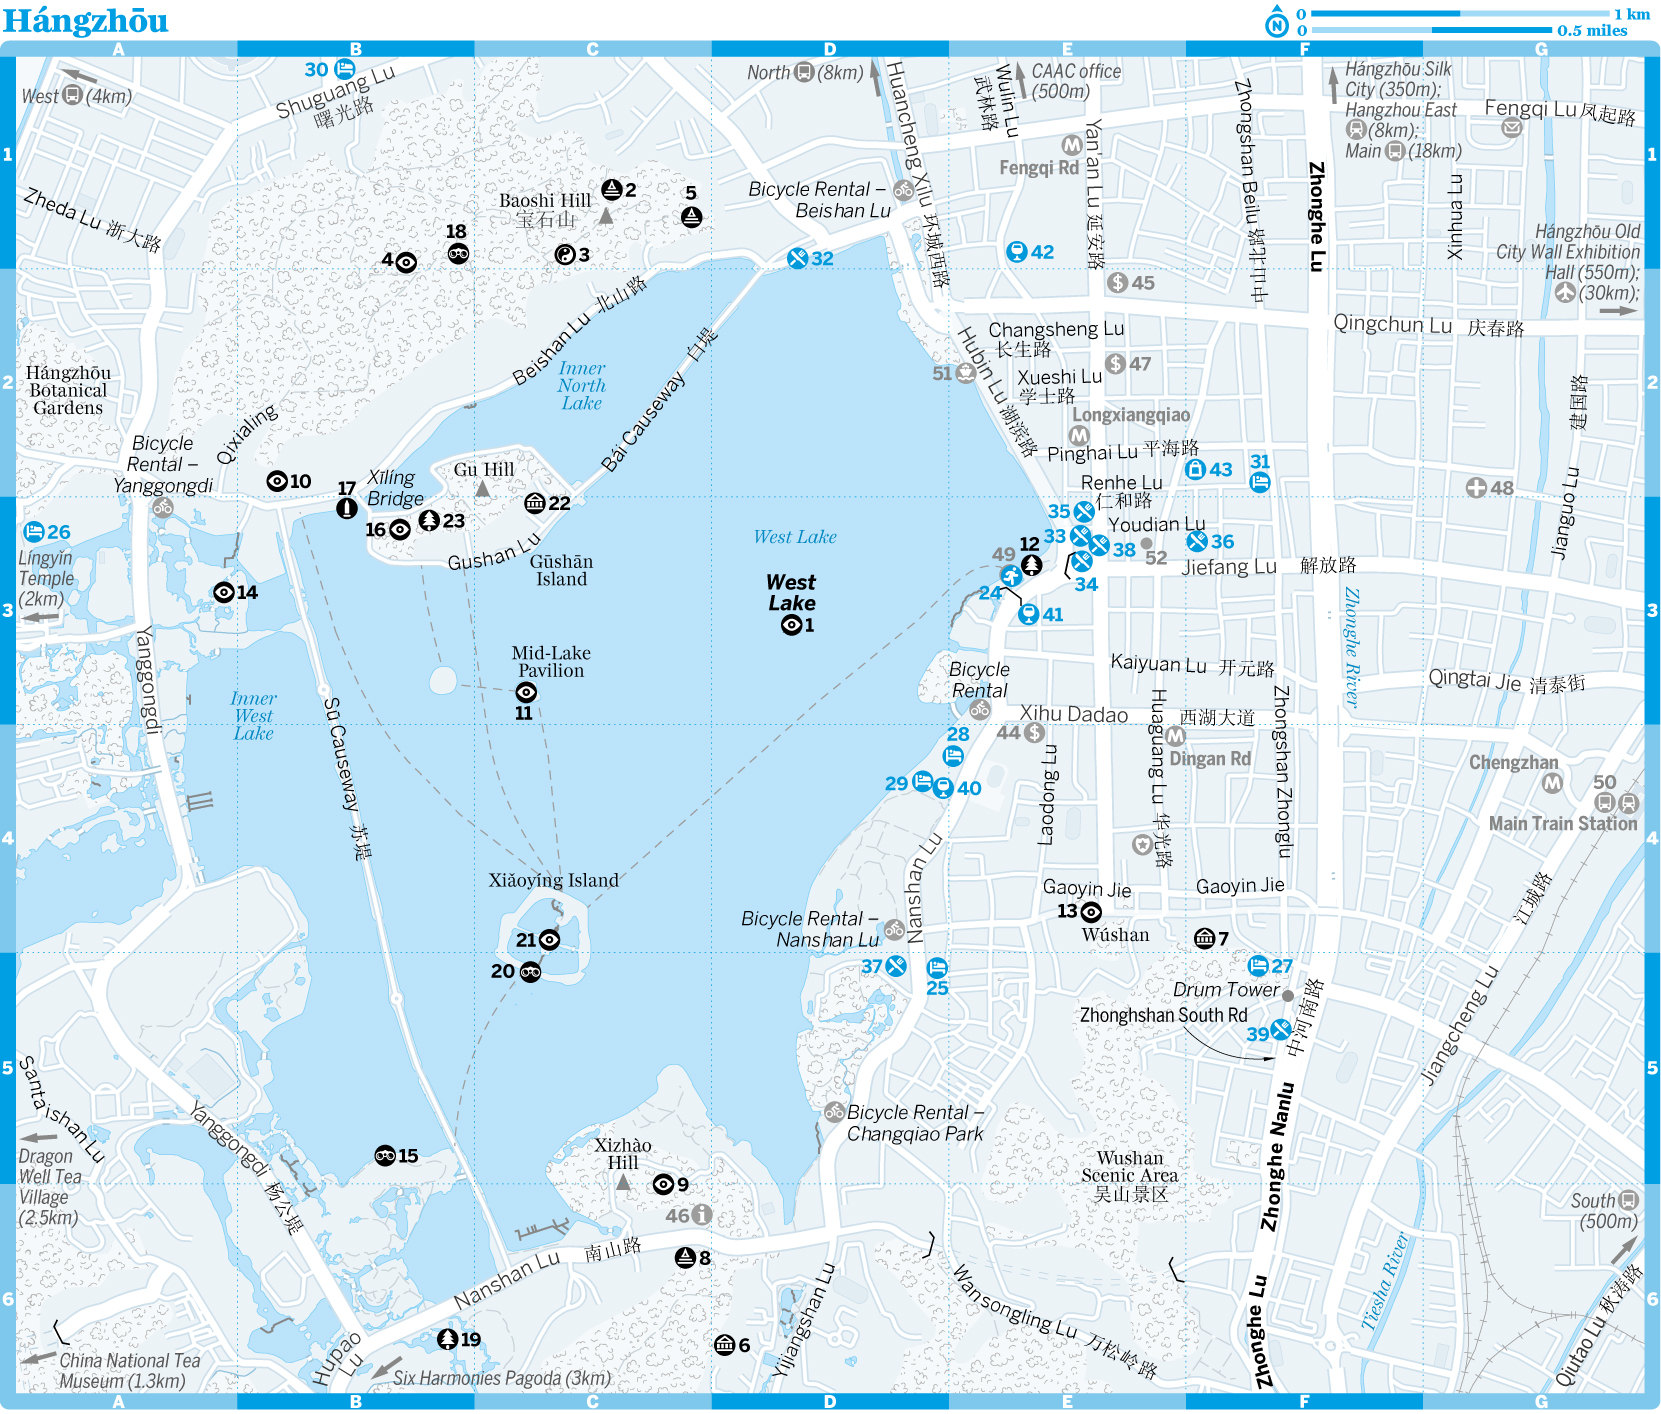 Hángzhōu
N
0
1 km
0
0.5 miles
A
B
C
D
E
F
G
1
2
3
4
5
6
1
2
3
4
5
6
A
B
C
D
E
F
G
West (4km)
30
Shuguang Lu
曙光路
North (8km)
Huancheng Xilu 环城西路
Wulin Lu
武林路
CAAC office
(500m)
Yan'an Lu 延安路
Zhongshan Beilu 中山北路
Zhonghe Lu
Hángzhōu Silk
City (350m);
Hangzhou East
(8km);
Main (18km)
Fengqi Lu 凤起路
M
Fengqi Rd
Xinhua Lu
Hángzhōu Old
City Wall Exhibition
Hall (550m);
(30km);
Zheda Lu 浙大路
Baoshi Hill
宝石山
2
5
18
4
3
Bicycle Rental –
Beishan Lu
32
42
$ 45
Beishan Lu 北山路
Bái Causeway 白堤
Inner
North
Lake
Changsheng Lu
长生路
Hubin Lu 湖滨路
Qingchun Lu 庆春路
$ 47
51
Xueshi Lu
学士路
Longxiangqiao
M
Pinghai Lu 平海路
建国路
Jianguo Lu
Hángzhōu
Botanical
Gardens
Bicycle
Rental –
Yanggongdi
Qixialing
10
Xīlíng
Bridge
17
Gu Hill
22
16
23
Gushan Lu
Gūshān
Island
43
31
48
Renhe Lu
仁和路
35
Youdian Lu
33
38
52
36
34
12
49
24
41
Jiefang Lu 解放路
26
Língyǐn
Temple
(2km)
14
West Lake
West
Lake
1
Mid-Lake
Pavilion
11
Yanggongdi
Inner
West
Lake
Sū Causeway 苏堤
Bicycle
Rental
Kaiyuan Lu 开元路
Zhonghe River
Qingtai Jie 清泰街
Xihu Dadao 西湖大道
44 $
28
29
40
Laodong Lu
Huaguang Lu 华光路
M
Dingan Rd
Zhongshan Zhonglu
Chengzhan
M
50
Main Train Station
Xiǎoyíng Island
21
20
Nanshan Lu
Bicycle Rental –
Nanshan Lu
Gaoyin Jie
Gaoyin Jie
13
Wúshan
7
江城路
Jiangcheng Lu
37
25
27
Drum Tower
Zhonghshan South Rd
39
中河南路
Zhonghe Nanlu
Santaishan Lu
Dragon
Well Tea
Village
(2.5km)
Yanggongdi 杨公堤
15
Xizhào
Hill
9
46
8
Bicycle Rental –
Changqiao Park
Wushan
Scenic Area
吴山景区
South
(500m)
Nanshan Lu 南山路
19
6
Yijiangshan Lu
Wansongling Lu 万松岭路
Zhonghe Lu
Tiesha River
Qiutao Lu 秋涛路
Hupao
Lu
China National Tea
Museum (1.3km)
Six Harmonies Pagoda (3km)